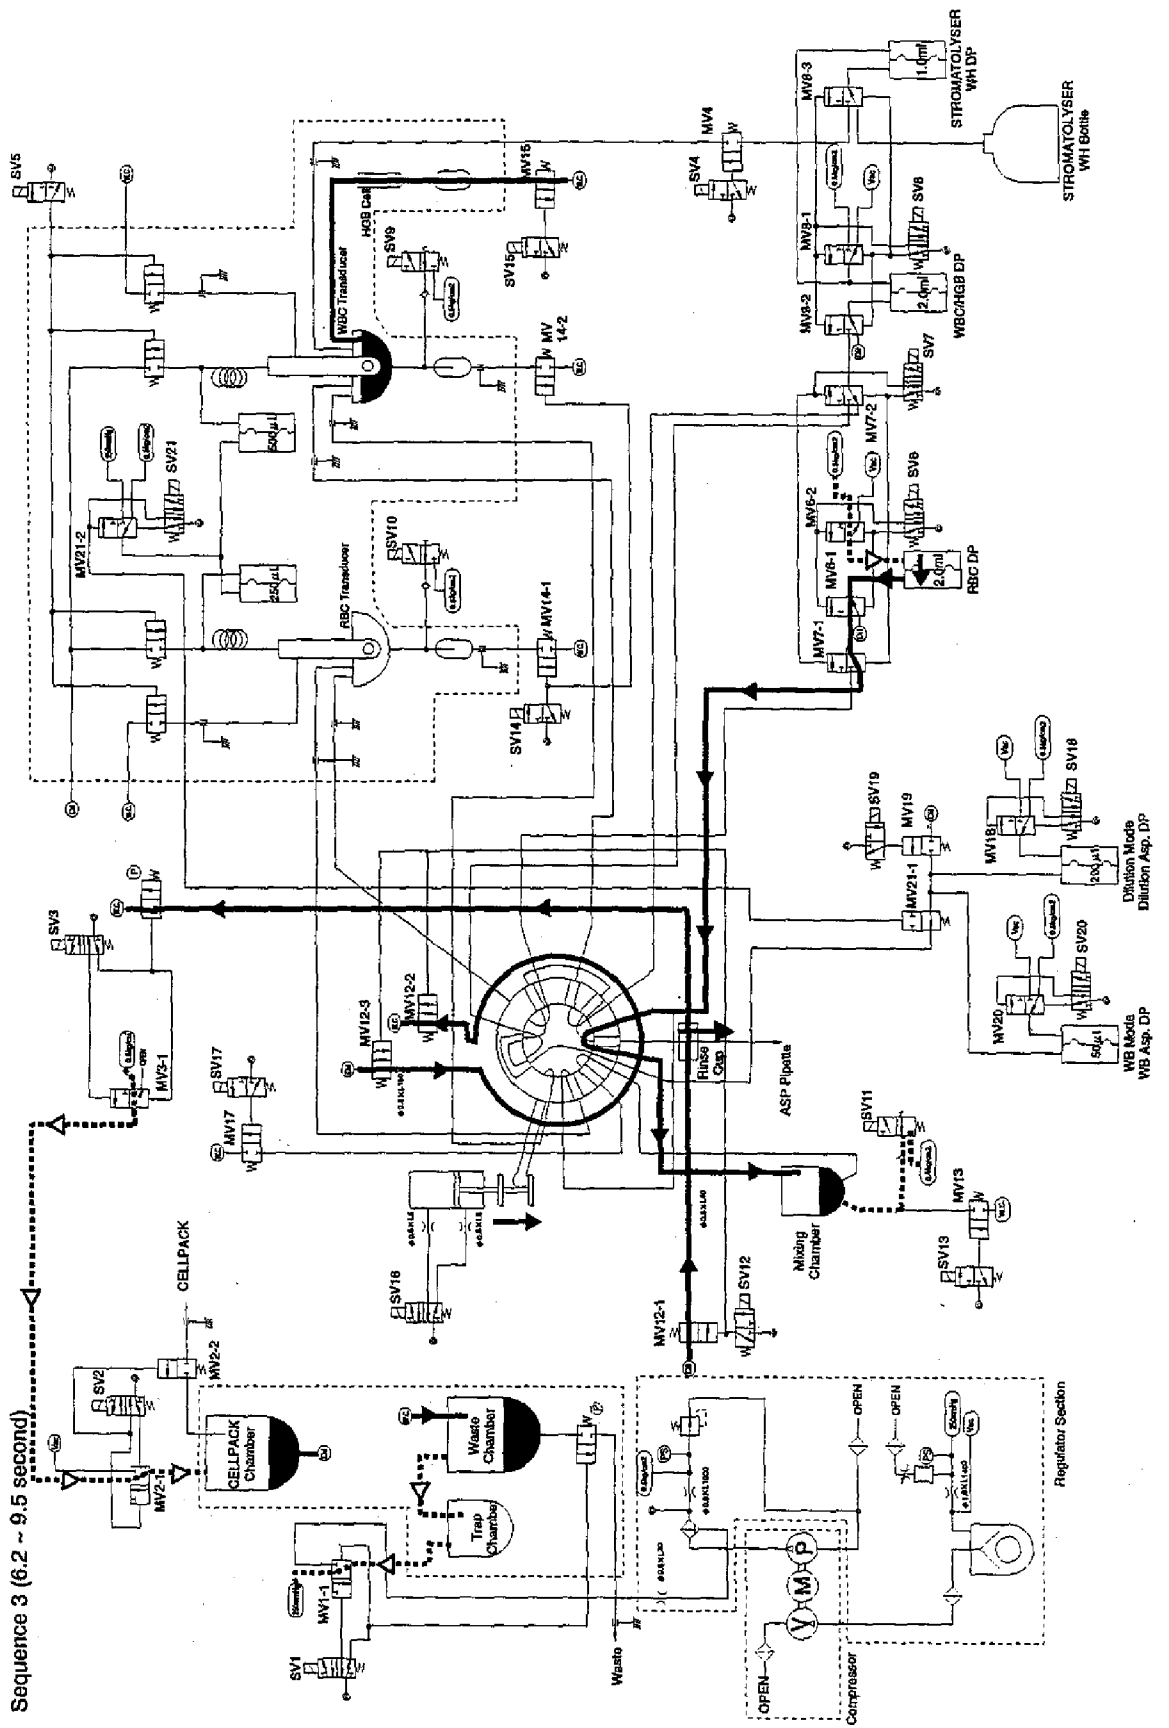 Sequence 3 (6.2 ~ 9.5 second)
SV5
SV21
MV21-2
500μL
250μL
RBC Transducer
WBC Transducer
HGB Cell
SV9
SV10
MV15
SV15
MV
14-2
MV14-1
SV14
MV4
SV4
MV8-3
1.0ml
STROMATOLYSER
WH DP
STROMATOLYSER
WH Bottle
MV8-1
SV8
MV8-2
2.0ml
WBC/HGB DP
SV7
MV7-2
MV6-2
SV6
MV6-1
2.0ml
RBC DP
MV7-1
SV3
MV3-1
OPEN
P
SV17
MV17
MV12-3
MV12-2
Rinse
Cup
ASP Pipette
SV19
MV19
MV21-1
MV18
Vac
SV18
200μl
Dilution Mode
Dilution Asp. DP
Vac
MV20
SV20
50μl
WB Mode
WB Asp. DP
CELLPACK
SV16
SV11
Mixing
Chamber
MV13
SV13
MV12-1
SV12
SV2
MV2-2
Vac
MV2-1
CELLPACK
Chamber
Waste
Chamber
Trap
Chamber
P
MV1-1
SV1
Waste
PS
OPEN
OPEN
PS
Regulator Section
V
M
P
OPEN
Compressor